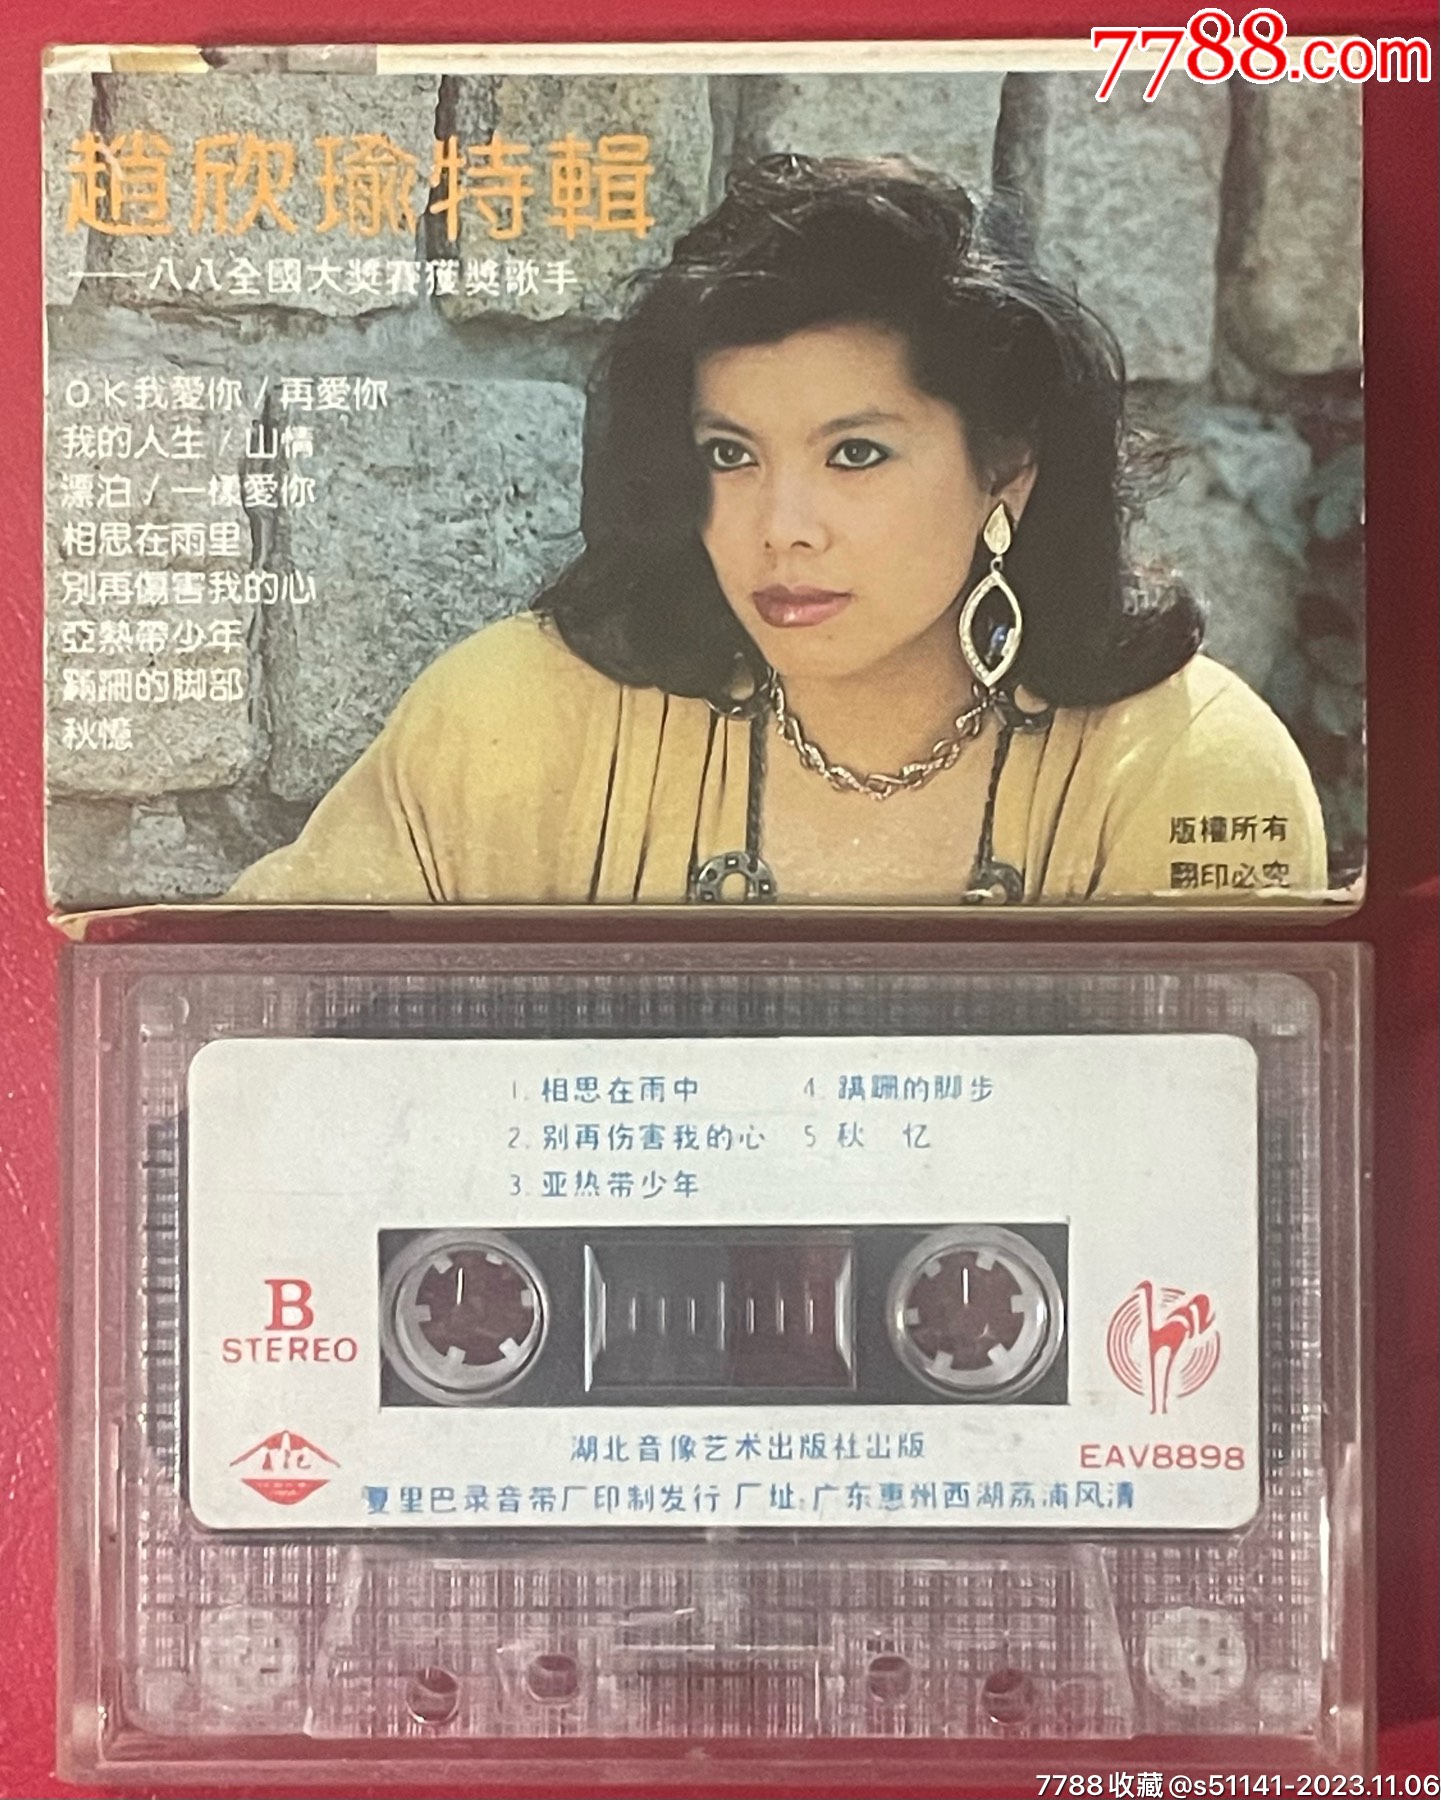 7788.com
趙欣瑜特輯
——八八全國大獎賽獲獎歌手
OK我愛你/再愛你
我的人生/山情
漂泊/一樣愛你
相思在雨里
別再傷害我的心
亞熱帶少年
蹣跚的脚部
秋憶
版權所有
翻印必究
1. 相思在雨中
2. 别再伤害我的心
3. 亚热带少年
4 蹒跚的脚步
5 秋 忆
B
STEREO
湖北音像艺术出版社出版
EAV8898
夏里巴录音带厂印制发行 厂址:广东惠州西湖荔浦风清
7788收藏@s51141-2023.11.06